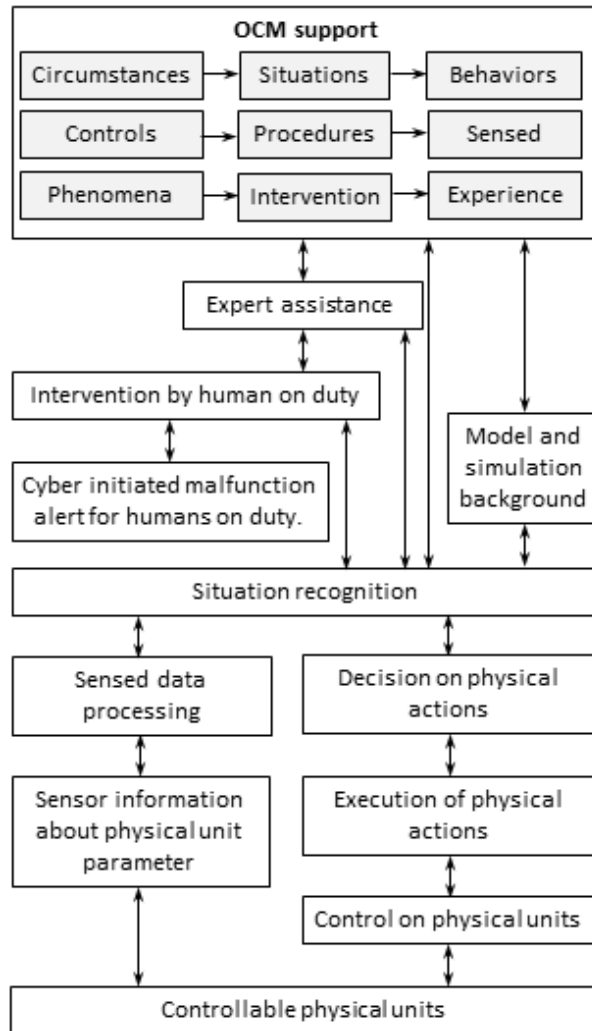 OCM support
Circumstances
Situations
Behaviors
Controls
Procedures
Sensed
Phenomena
Intervention
Experience
Expert assistance
Intervention by human on duty
Cyber initiated malfunction
alert for humans on duty.
Model and
simulation
background
Situation recognition
Sensed data
processing
Decision on physical
actions
Sensor information
about physical unit
parameter
Execution of physical
actions
Control on physical units
Controllable physical units